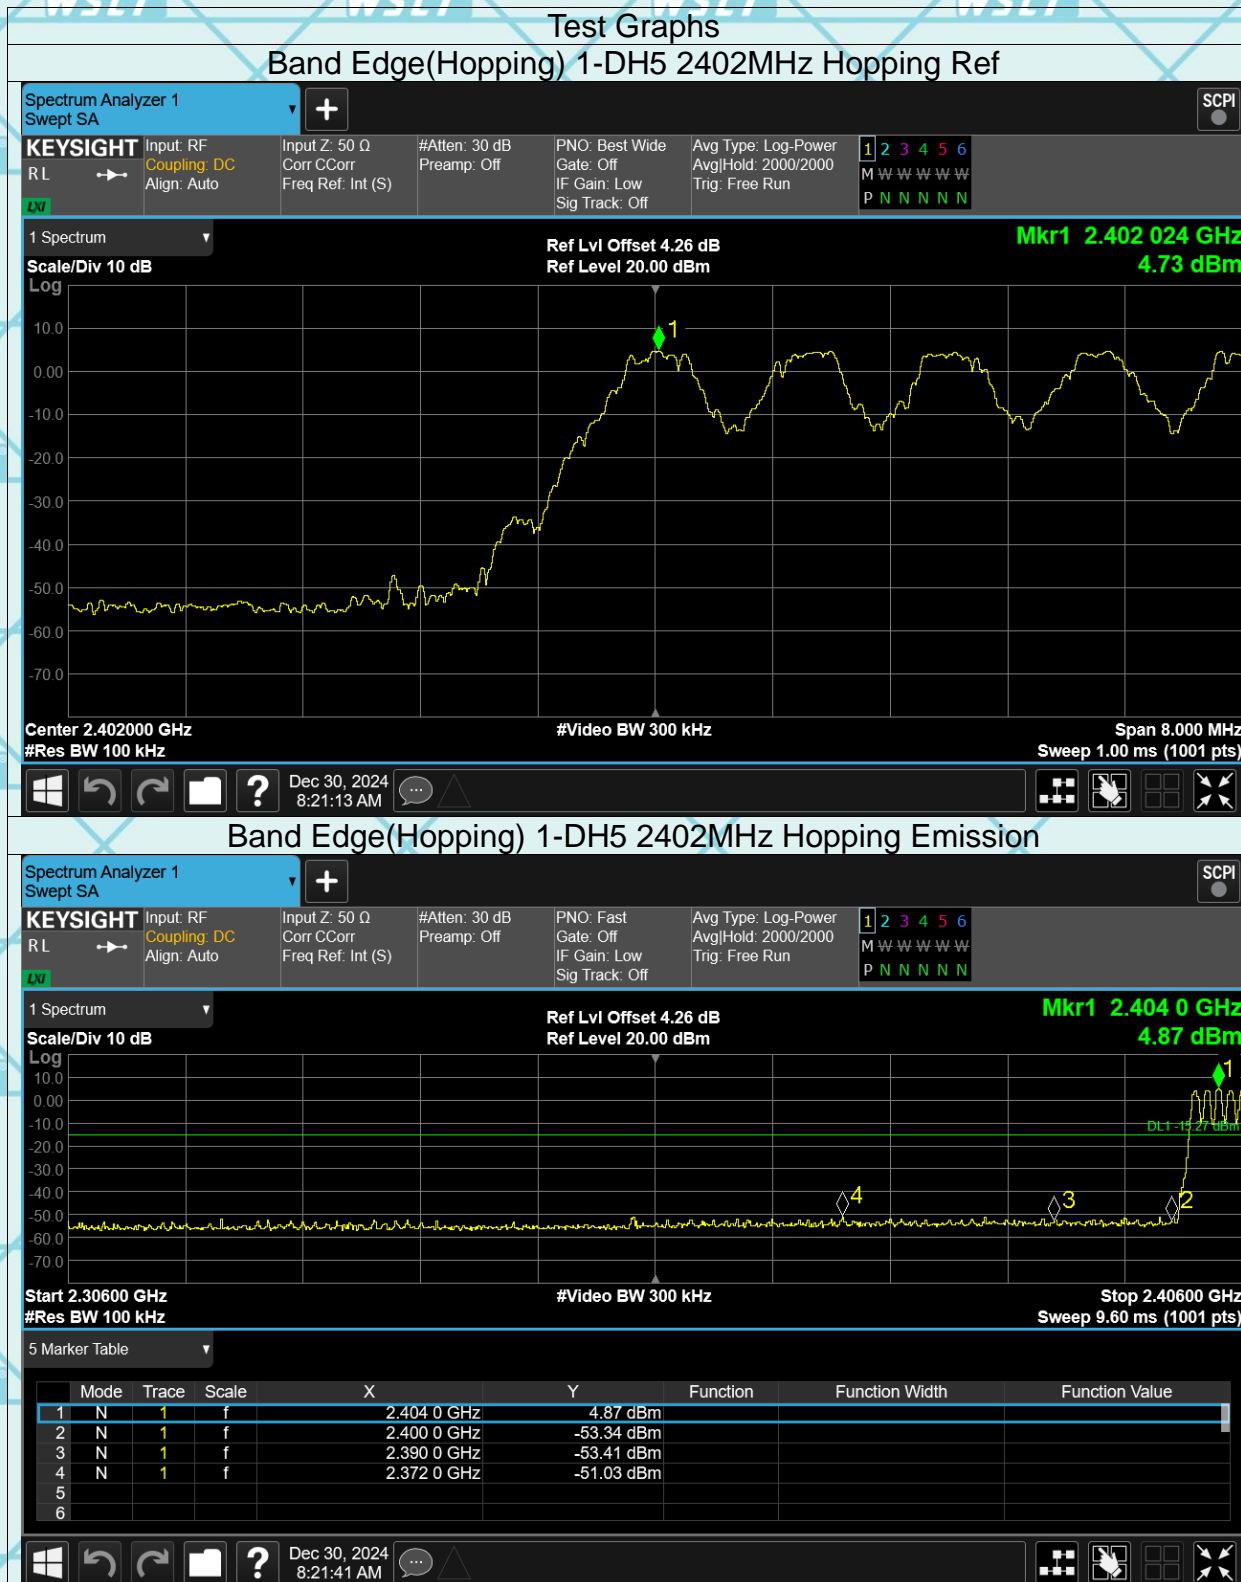 WSCT WSCT WSCT
Test Graphs
Band Edge(Hopping) 1-DH5 2402MHz Hopping Ref
Spectrum Analyzer 1
Swept SA
+
SCPI
KEYSIGHT
R L
LXI
Input: RF
Coupling: DC
Align: Auto
Input Z: 50 Ω
Corr CCorr
Freq Ref: Int (S)
#Atten: 30 dB
Preamp: Off
PNO: Best Wide
Gate: Off
IF Gain: Low
Sig Track: Off
Avg Type: Log-Power
Avg|Hold: 2000/2000
Trig: Free Run
1 2 3 4 5 6
M W W W W W
P N N N N N
1 Spectrum
Scale/Div 10 dB
Log
Ref Lvl Offset 4.26 dB
Ref Level 20.00 dBm
Mkr1 2.402 024 GHz
4.73 dBm
1
10.0
0.00
-10.0
-20.0
-30.0
-40.0
-50.0
-60.0
-70.0
Center 2.402000 GHz
#Res BW 100 kHz
#Video BW 300 kHz
Span 8.000 MHz
Sweep 1.00 ms (1001 pts)
?
Dec 30, 2024
8:21:13 AM
Band Edge(Hopping) 1-DH5 2402MHz Hopping Emission
Spectrum Analyzer 1
Swept SA
+
SCPI
KEYSIGHT
R L
LXI
Input: RF
Coupling: DC
Align: Auto
Input Z: 50 Ω
Corr CCorr
Freq Ref: Int (S)
#Atten: 30 dB
Preamp: Off
PNO: Fast
Gate: Off
IF Gain: Low
Sig Track: Off
Avg Type: Log-Power
Avg|Hold: 2000/2000
Trig: Free Run
1 2 3 4 5 6
M W W W W W
P N N N N N
1 Spectrum
Scale/Div 10 dB
Log
Ref Lvl Offset 4.26 dB
Ref Level 20.00 dBm
Mkr1 2.404 0 GHz
4.87 dBm
1
10.0
0.00
-10.0
DL1 -15.27 dBm
-20.0
-30.0
-40.0
4 3 2
-50.0
-60.0
-70.0
Start 2.30600 GHz
#Res BW 100 kHz
#Video BW 300 kHz
Stop 2.40600 GHz
Sweep 9.60 ms (1001 pts)
5 Marker Table
Mode Trace Scale X Y Function Function Width Function Value
1 N 1 f 2.404 0 GHz 4.87 dBm
2 N 1 f 2.400 0 GHz -53.34 dBm
3 N 1 f 2.390 0 GHz -53.41 dBm
4 N 1 f 2.372 0 GHz -51.03 dBm
5
6
?
Dec 30, 2024
8:21:41 AM